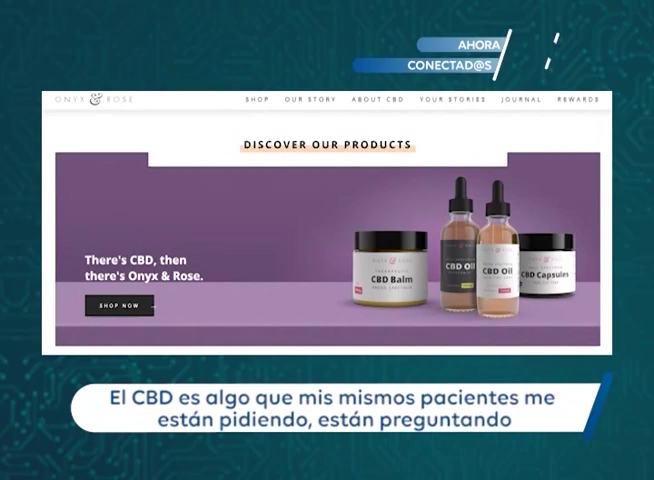 AHORA
CONECTAD@S
ONYX & ROSE
SHOP OUR STORY ABOUT CBD YOUR STORIES JOURNAL REWARDS
DISCOVER OUR PRODUCTS
There's CBD, then
there's Onyx & Rose.
SHOP NOW
CBD Balm
CBD Oil
CBD Oil
CBD Capsules
El CBD es algo que mis mismos pacientes me
están pidiendo, están preguntando